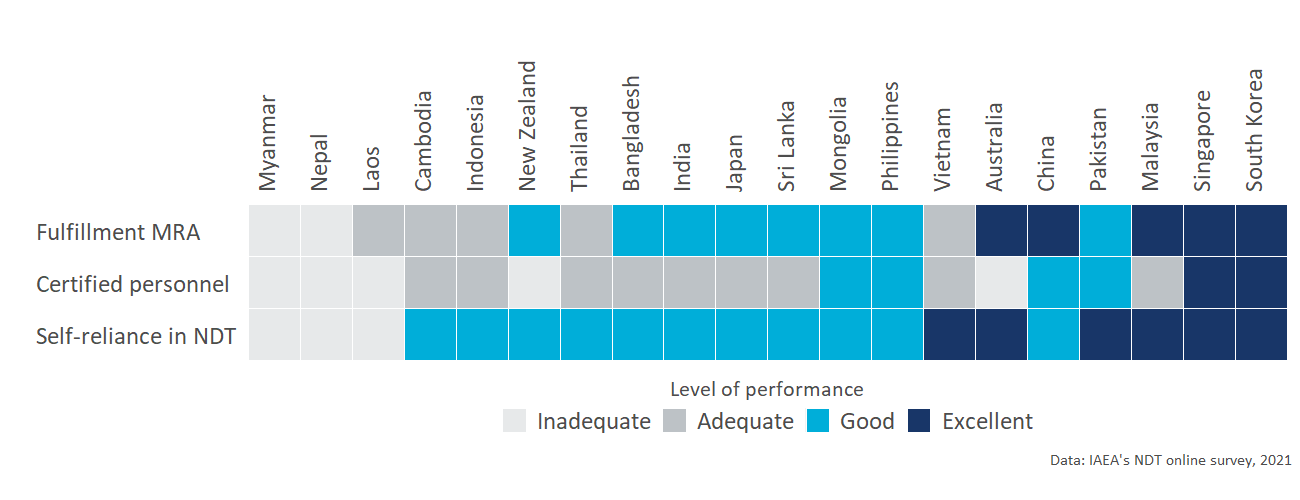 Myanmar
Nepal
Laos
Cambodia
Indonesia
New Zealand
Thailand
Bangladesh
India
Japan
Sri Lanka
Mongolia
Philippines
Vietnam
Australia
China
Pakistan
Malaysia
Singapore
South Korea
Fulfillment MRA
Certified personnel
Self-reliance in NDT
Level of performance
Inadequate Adequate Good Excellent
Data: IAEA's NDT online survey, 2021